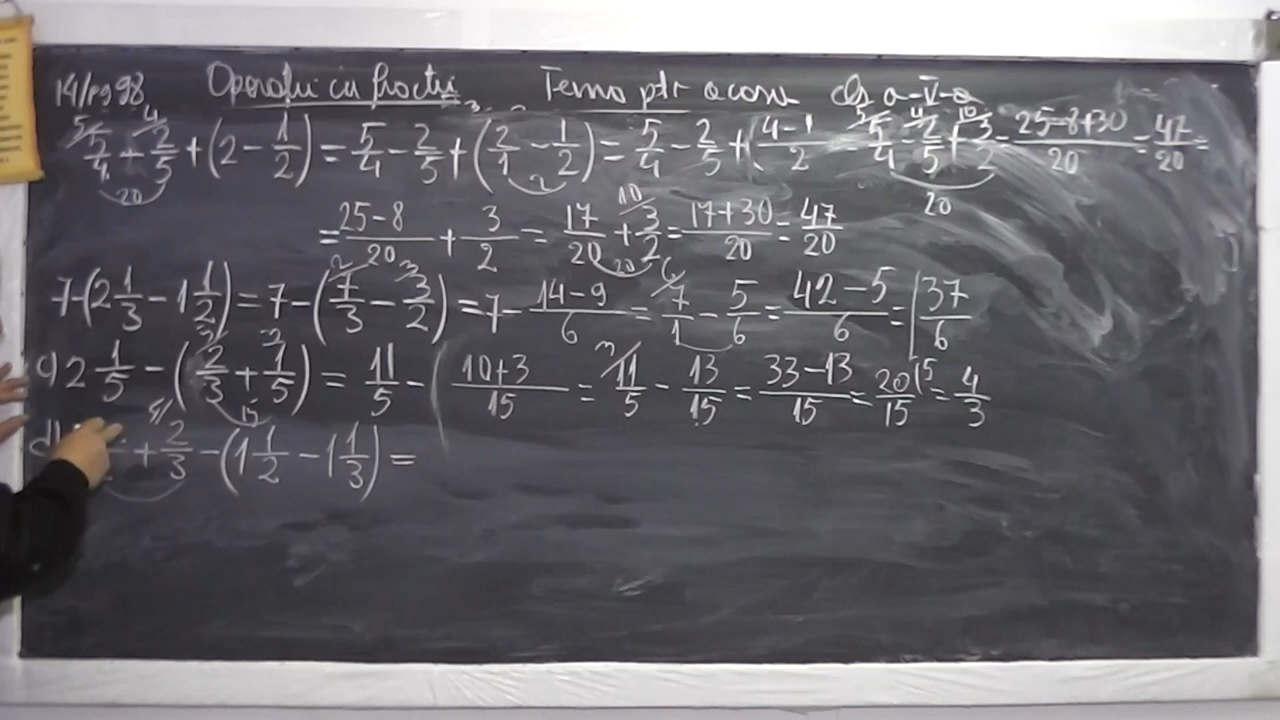 14/pg 98 Operații cu fracții Temă ptr acasă cls a-V-a
5/4 + 2/5 + (2 - 1/2) = 5/4 - 2/5 + (2/1 - 1/2) = 5/4 - 2/5 + (4-1/2 5/4 - 2/5 + 3/2 = 25-8+30/20 = 47/20 =
= 25-8/20 + 3/2 = 17/20 + 3/2 = 17+30/20 = 47/20
7-(2 1/3 - 1 1/2) = 7-(7/3 - 3/2) = 7 - 14-9/6 = 7/1 - 5/6 = 42-5/6 = 37/6
2 1/5 - (2/3 + 1/5) = 11/5 - ( 10+3/15 = 11/5 - 13/15 = 33-13/15 = 20/15 (5 = 4/3
d) + 2/3 - (1 1/2 - 1 1/3) =